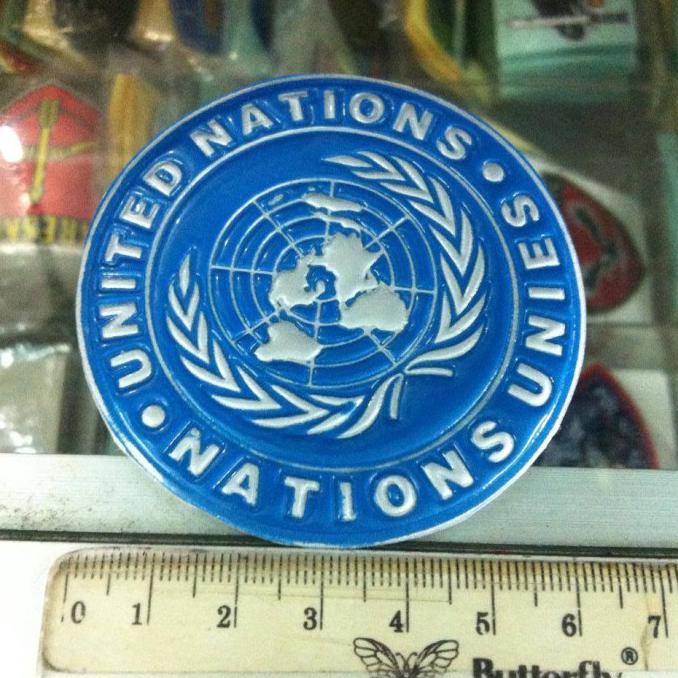 UNITED NATIONS
NATIONS UNIES
0 1 2 3 4 5 6 7
Butterfly ®